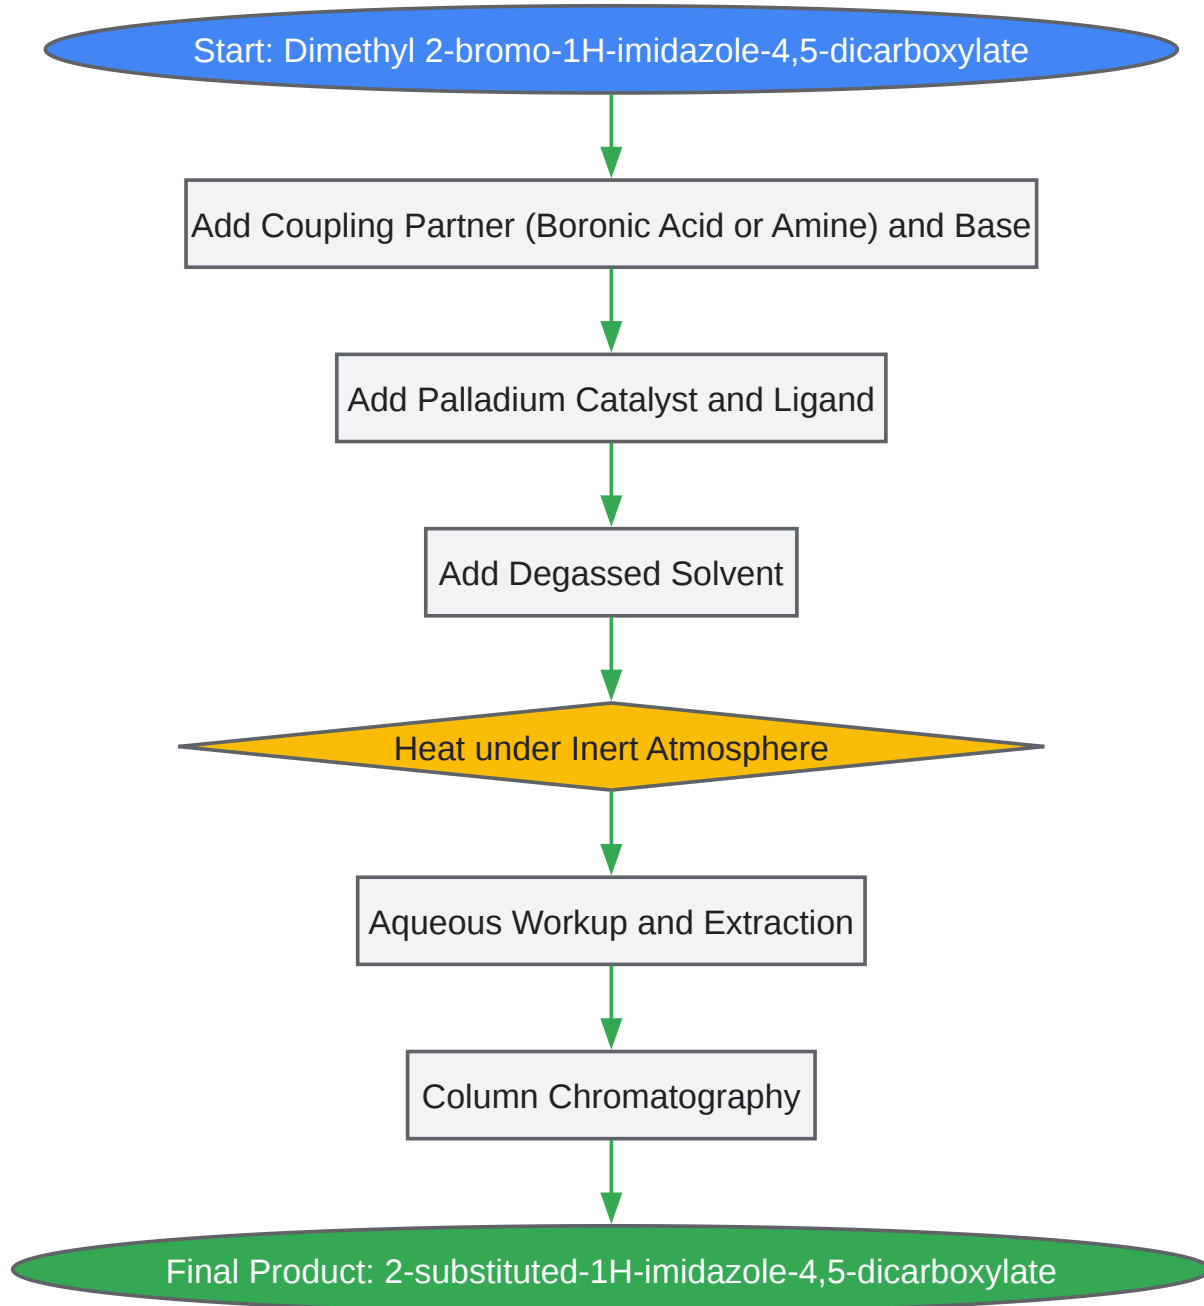 Start: Dimethyl 2-bromo-1H-imidazole-4,5-dicarboxylate
Add Coupling Partner (Boronic Acid or Amine) and Base
Add Palladium Catalyst and Ligand
Add Degassed Solvent
Heat under Inert Atmosphere
Aqueous Workup and Extraction
Column Chromatography
Final Product: 2-substituted-1H-imidazole-4,5-dicarboxylate